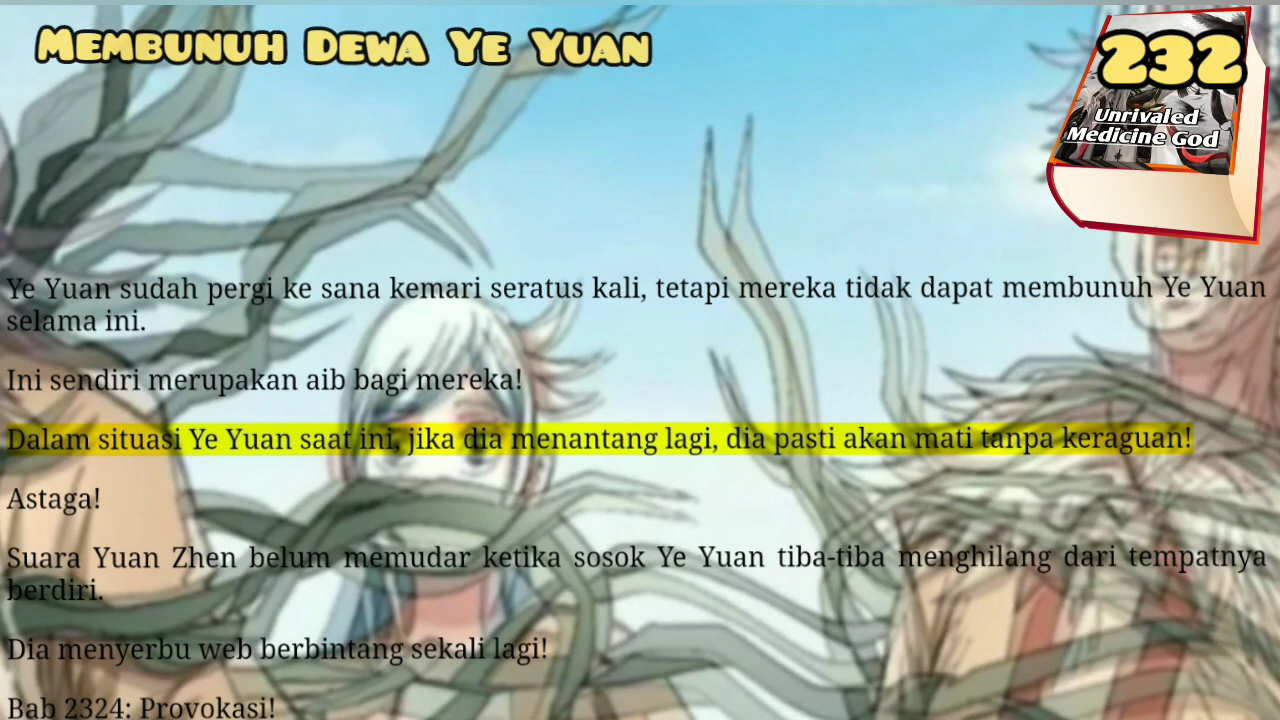 Membunuh Dewa Ye Yuan
232
Unrivaled
Medicine God
Ye Yuan sudah pergi ke sana kemari seratus kali, tetapi mereka tidak dapat membunuh Ye Yuan
selama ini.
Ini sendiri merupakan aib bagi mereka!
Dalam situasi Ye Yuan saat ini, jika dia menantang lagi, dia pasti akan mati tanpa keraguan!
Astaga!
Suara Yuan Zhen belum memudar ketika sosok Ye Yuan tiba-tiba menghilang dari tempatnya
berdiri.
Dia menyerbu web berbintang sekali lagi!
Bab 2324: Provokasi!